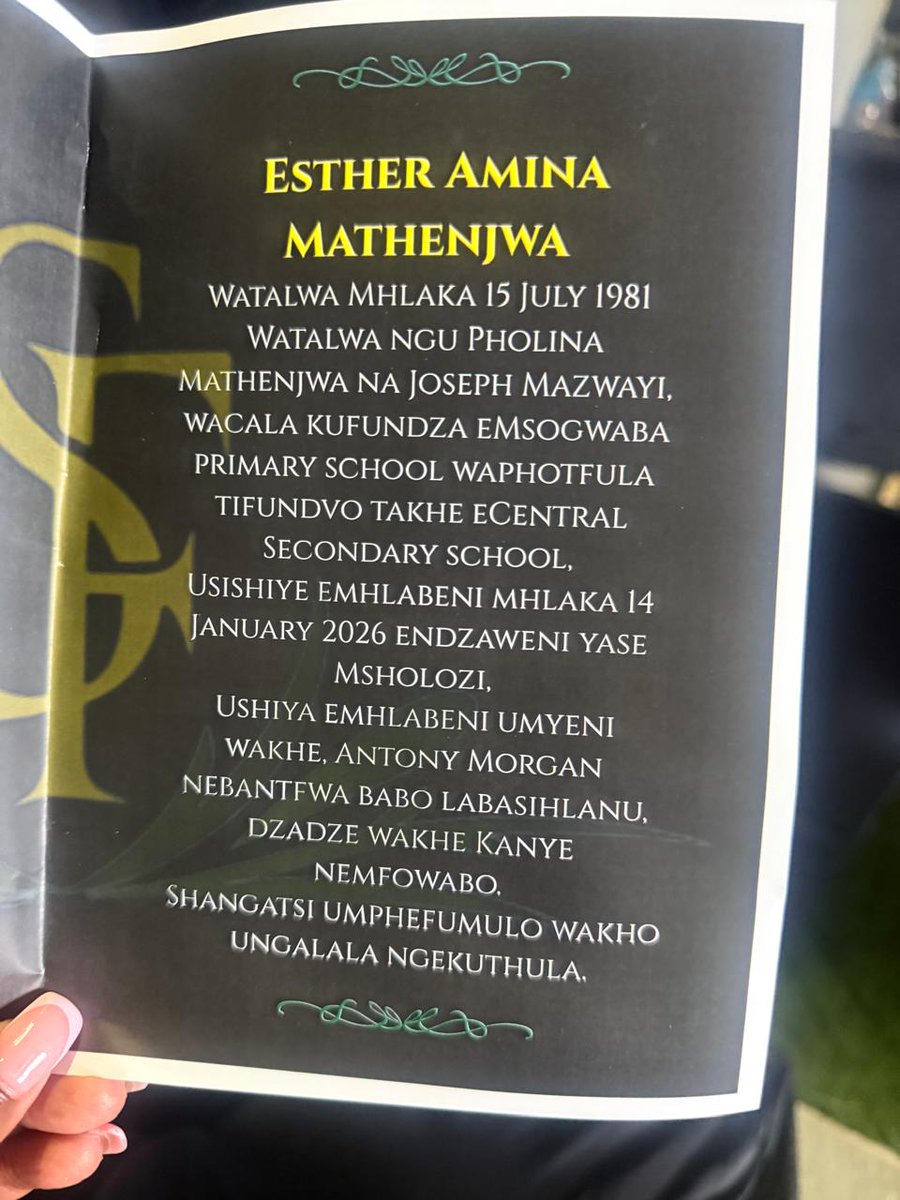 Esther Amina
Mathenjwa
Watalwa Mhlaka 15 July 1981
Watalwa ngu Pholina
Mathenjwa na Joseph Mazwayi,
wacala kufundza eMsogwaba
primary school waphotfula
tifundvo takhe eCentral
Secondary school,
Usishiye emhlabeni mhlaka 14
January 2026 endzaweni yase
Msholozi,
Ushiya emhlabeni umyeni
wakhe, Antony Morgan
nebantfwa babo labasihlanu,
dzadze wakhe Kanye
nemfowabo.
Shangatsi umphefumulo wakho
ungalala ngekuthula.